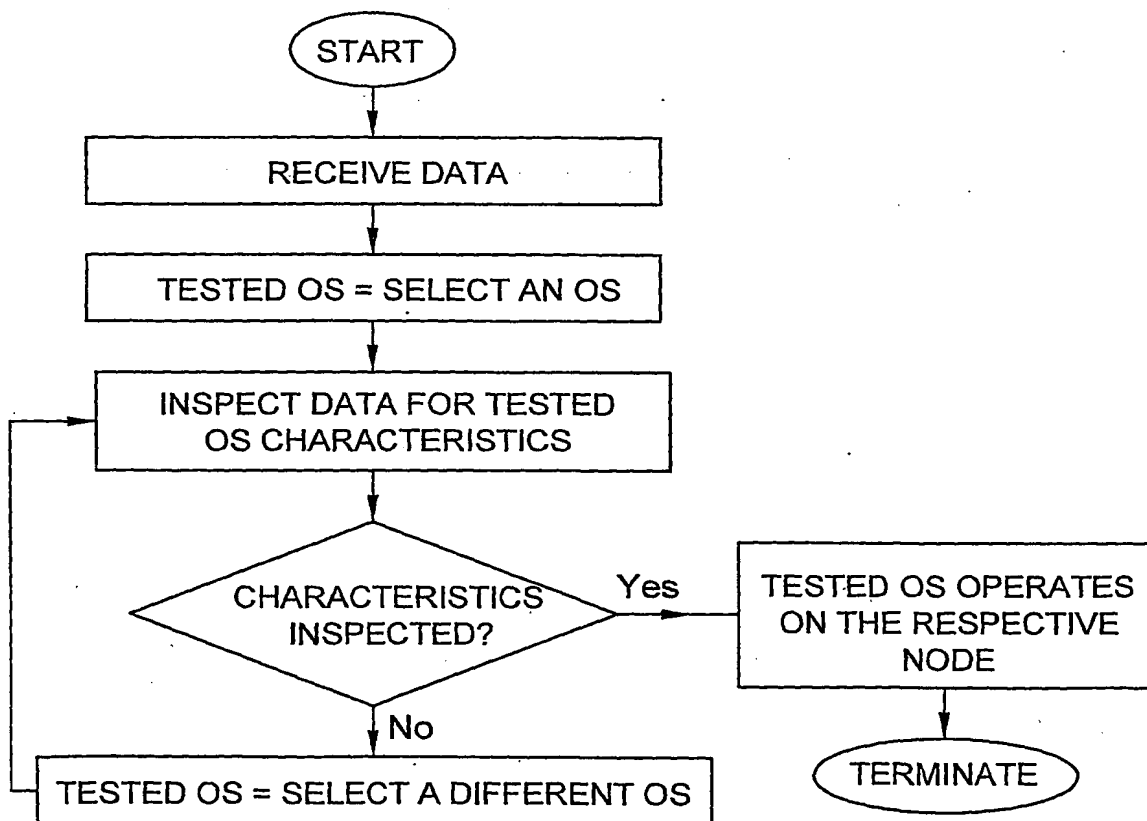 START
RECEIVE DATA
TESTED OS = SELECT AN OS
INSPECT DATA FOR TESTED
OS CHARACTERISTICS
CHARACTERISTICS
INSPECTED?
Yes
TESTED OS OPERATES
ON THE RESPECTIVE
NODE
No
TESTED OS = SELECT A DIFFERENT OS
TERMINATE